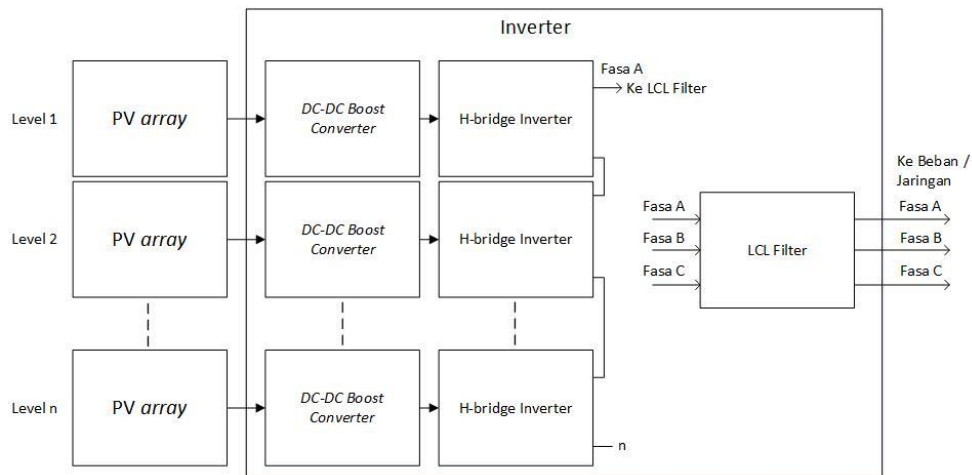 Inverter
Fasa A
Ke LCL Filter
Level 1
PV array
DC-DC Boost
Converter
H-bridge Inverter
Level 2
PV array
DC-DC Boost
Converter
H-bridge Inverter
Level n
PV array
DC-DC Boost
Converter
H-bridge Inverter
n
Fasa A
Fasa B
Fasa C
LCL Filter
Ke Beban /
Jaringan
Fasa A
Fasa B
Fasa C